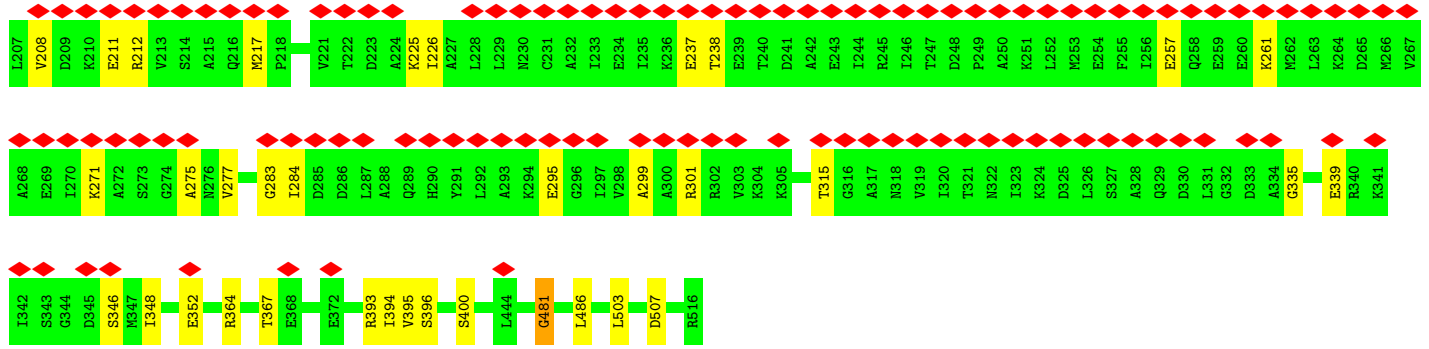 L207 V208 D209 K210 E211 R212 V213 S214 A215 Q216 M217 P218 V221 T222 D223 A224 K225 I226 A227 L228 L229 N230 C231 A232 I233 E234 I235 K236 E237 T238 E239 T240 D241 A242 E243 I244 R245 I246 T247 D248 P249 A250 K251 L252 M253 E254 F255 I256 E257 Q258 E259 E260 K261 M262 L263 K264 D265 M266 V267
A268 E269 I270 K271 A272 S273 G274 A275 N276 V277 G283 I284 D285 D286 L287 A288 Q289 H290 Y291 L292 A293 K294 E295 G296 I297 V298 A299 A300 R301 R302 V303 K304 K305 T315 G316 A317 N318 V319 I320 T321 N322 I323 K324 D325 L326 S327 A328 Q329 D330 L331 G332 D333 A334 G335 E339 R340 K341
I342 S343 G344 D345 S346 M347 I348 E352 R364 T367 E368 E372 R393 I394 V395 S396 S400 L444 G481 L486 L503 D507 R516